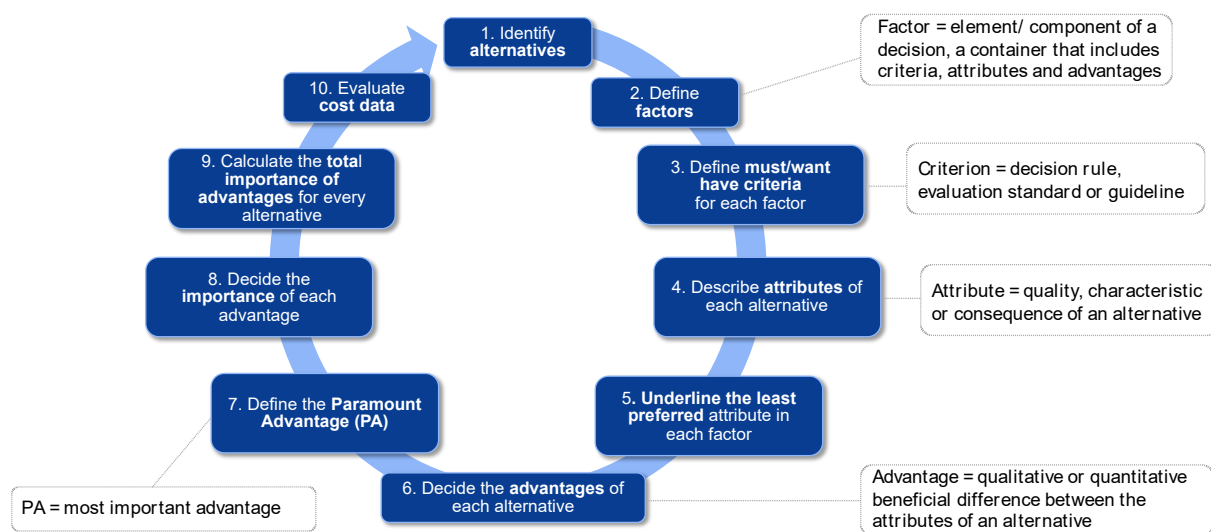 1. Identify
alternatives
Factor = element/ component of
a decision, a container that includes
criteria, attributes and advantages
2. Define
factors
3. Define must/want
have criteria
for each factor
Criterion = decision rule,
evaluation standard or guideline
4. Describe attributes of
each alternative
Attribute = quality, characteristic
or consequence of an alternative
5. Underline the least
preferred attribute in
each factor
6. Decide the advantages of
each alternative
Advantage = qualitative or quantitative
beneficial difference between the
attributes of an alternative
7. Define the Paramount
Advantage (PA)
PA = most important advantage
8. Decide the
importance of each
advantage
9. Calculate the total
importance of
advantages for every
alternative
10. Evaluate
cost data